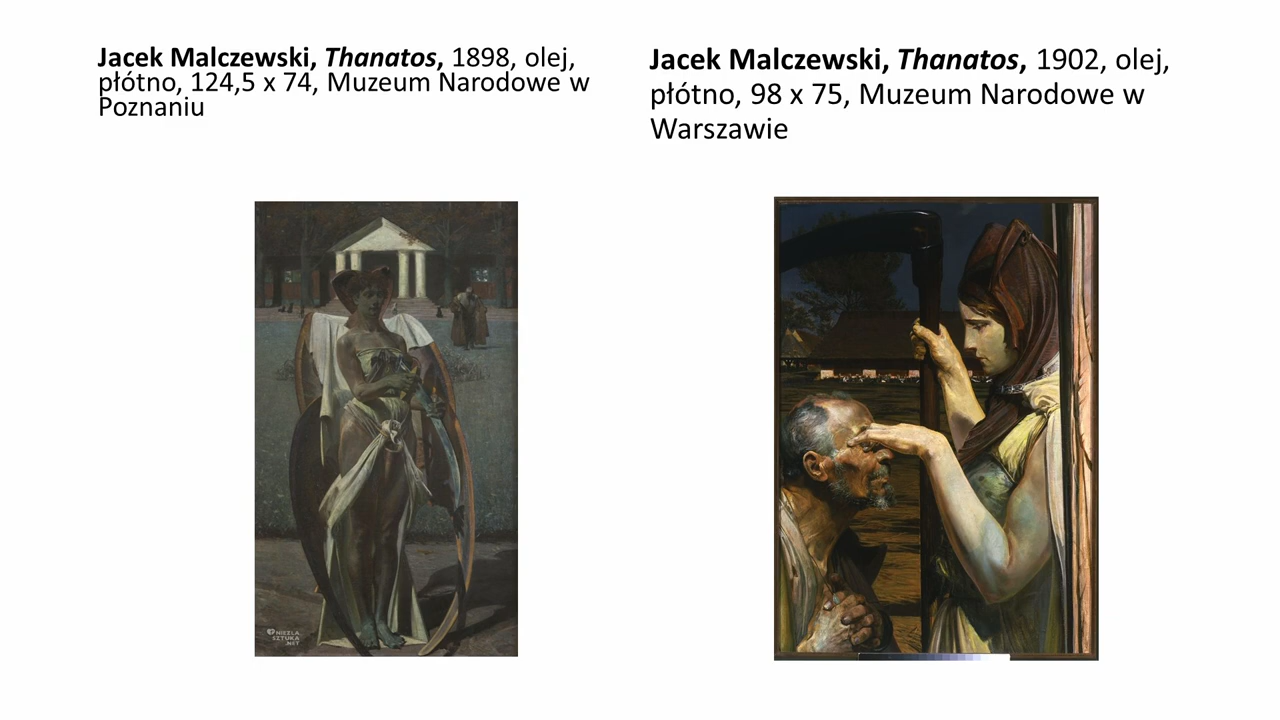 Jacek Malczewski, Thanatos, 1898, olej,
płótno, 124,5 x 74, Muzeum Narodowe w
Poznaniu
Jacek Malczewski, Thanatos, 1902, olej,
płótno, 98 x 75, Muzeum Narodowe w
Warszawie
NIEZŁA
SZTUKA
.NET